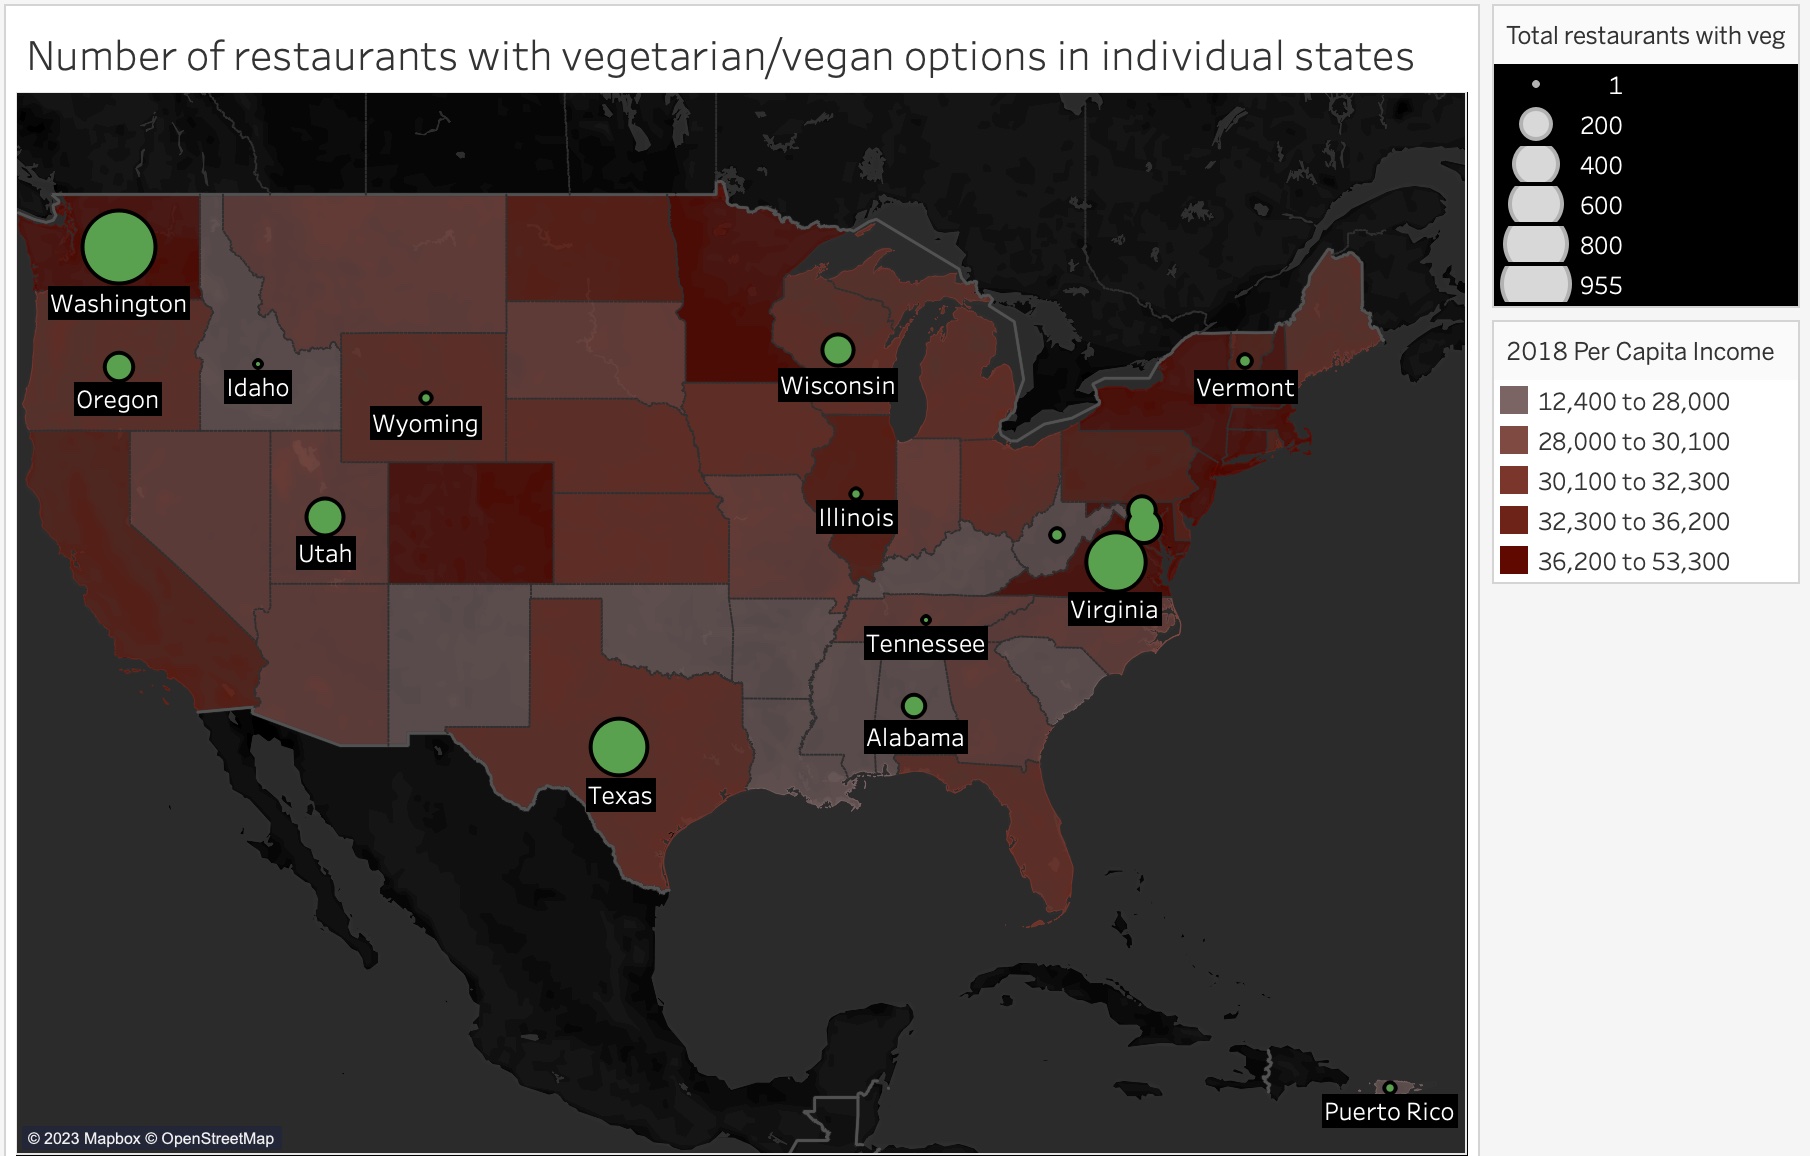 Number of restaurants with vegetarian/vegan options in individual states
Washington
Oregon
Idaho
Wyoming
Wisconsin
Vermont
Utah
Illinois
Virginia
Tennessee
Alabama
Texas
Puerto Rico
© 2023 Mapbox © OpenStreetMap
Total restaurants with veg
1
200
400
600
800
955
2018 Per Capita Income
12,400 to 28,000
28,000 to 30,100
30,100 to 32,300
32,300 to 36,200
36,200 to 53,300